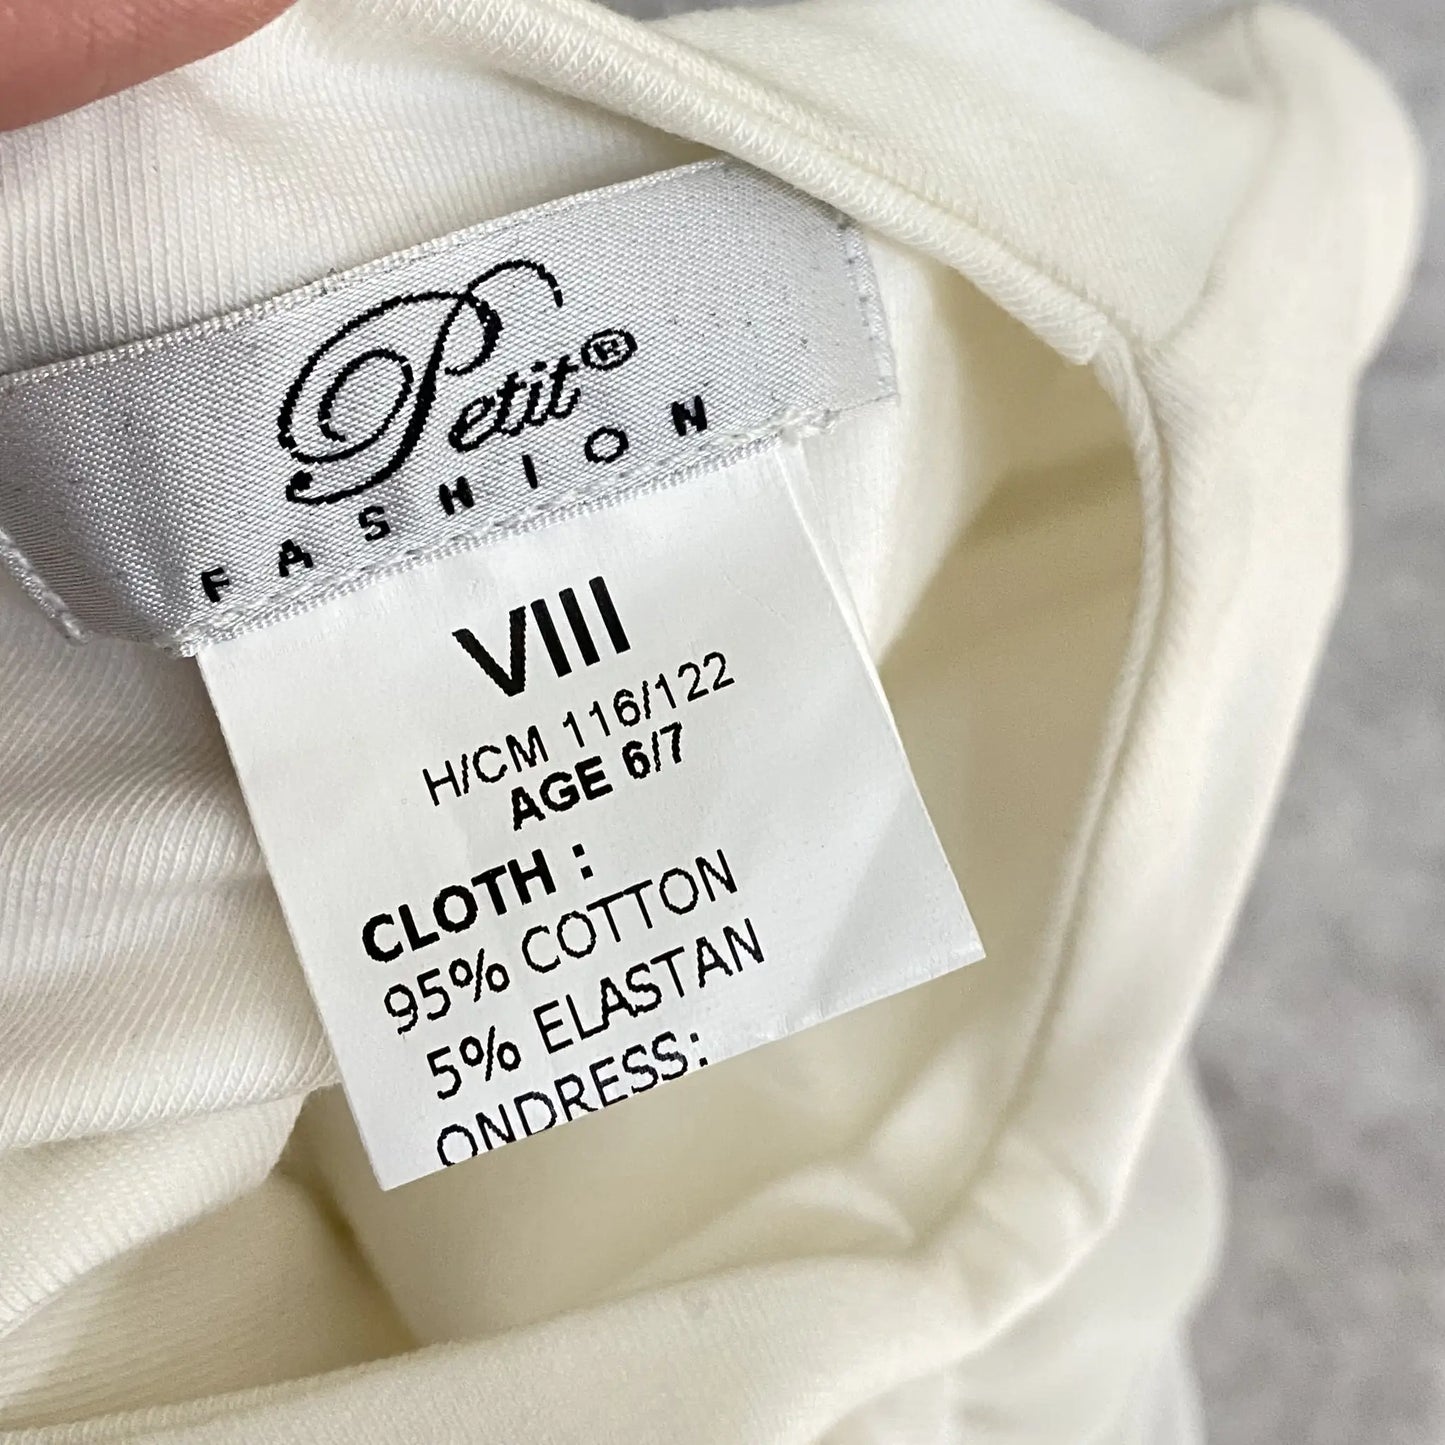 Petit®
FASHION
VIII
H/CM 116/122
AGE 6/7
CLOTH :
95% COTTON
5% ELASTAN
ONDRESS: